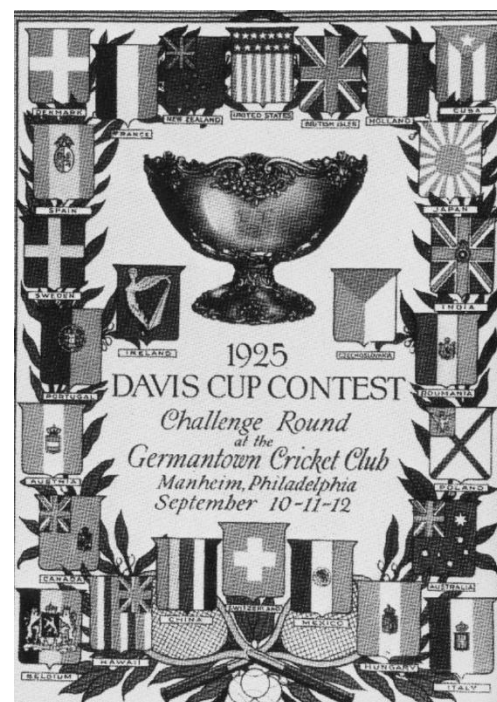 DENMARK
FRANCE
NEW ZEALAND
UNITED STATES
BRITISH ISLES
HOLLAND
CUBA
SPAIN
JAPAN
SWEDEN
INDIA
IRELAND
CZECHOSLOVAKIA
PORTUGAL
ROUMANIA
1925
DAVIS CUP CONTEST
Challenge Round
at the
Germantown Cricket Club
Manheim, Philadelphia
September 10-11-12
AUSTRIA
POLAND
CANADA
AUSTRALIA
CHINA
SWITZERLAND
MEXICO
BELGIUM
HAWAII
HUNGARY
ITALY